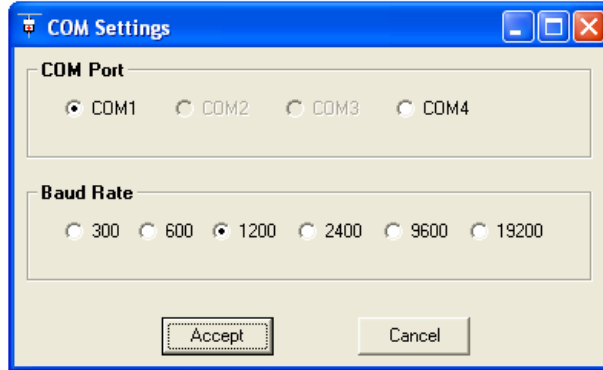 COM Settings
COM Port
COM1 COM2 COM3 COM4
Baud Rate
300 600 1200 2400 9600 19200
Accept Cancel